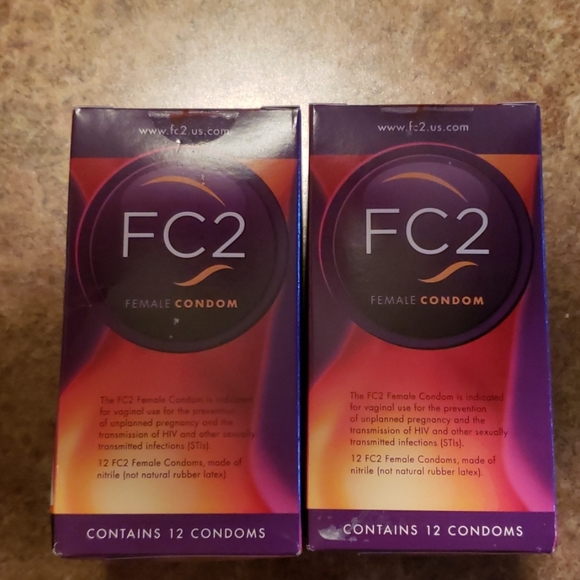 www.fc2.us.com
FC2
FEMALE CONDOM
The FC2 Female Condom is indicated
for vaginal use for the prevention
of unplanned pregnancy and the
transmission of HIV and other sexually
transmitted infections (STIs).
12 FC2 Female Condoms, made of
nitrile (not natural rubber latex).
CONTAINS 12 CONDOMS
www.fc2.us.com
FC2
FEMALE CONDOM
The FC2 Female Condom is indicated
for vaginal use for the prevention
of unplanned pregnancy and the
transmission of HIV and other sexually
transmitted infections (STIs).
12 FC2 Female Condoms, made of
nitrile (not natural rubber latex).
CONTAINS 12 CONDOMS